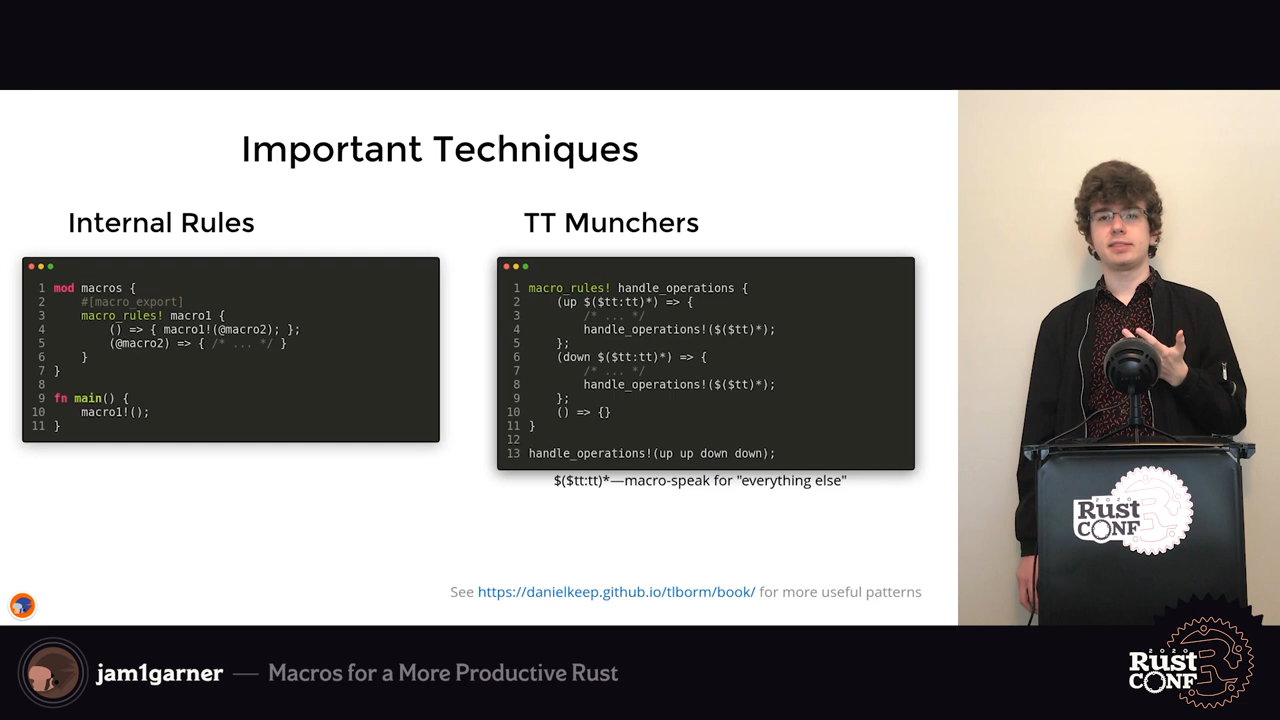 Important Techniques
Internal Rules
1 mod macros {
2     #[macro_export]
3     macro_rules! macro1 {
4         () => { macro1!(@macro2); };
5         (@macro2) => { /* ... */ }
6     }
7 }
8
9 fn main() {
10     macro1!();
11 }
TT Munchers
1 macro_rules! handle_operations {
2     (up $($tt:tt)*) => {
3         /* ... */
4         handle_operations!($($tt)*);
5     };
6     (down $($tt:tt)*) => {
7         /* ... */
8         handle_operations!($($tt)*);
9     };
10     () => {}
11 }
12
13 handle_operations!(up up down down);
$($tt:tt)*—macro-speak for "everything else"
See https://danielkeep.github.io/tlborm/book/ for more useful patterns
2020
Rust
CONF
jam1garner — Macros for a More Productive Rust
2020
Rust
CONF